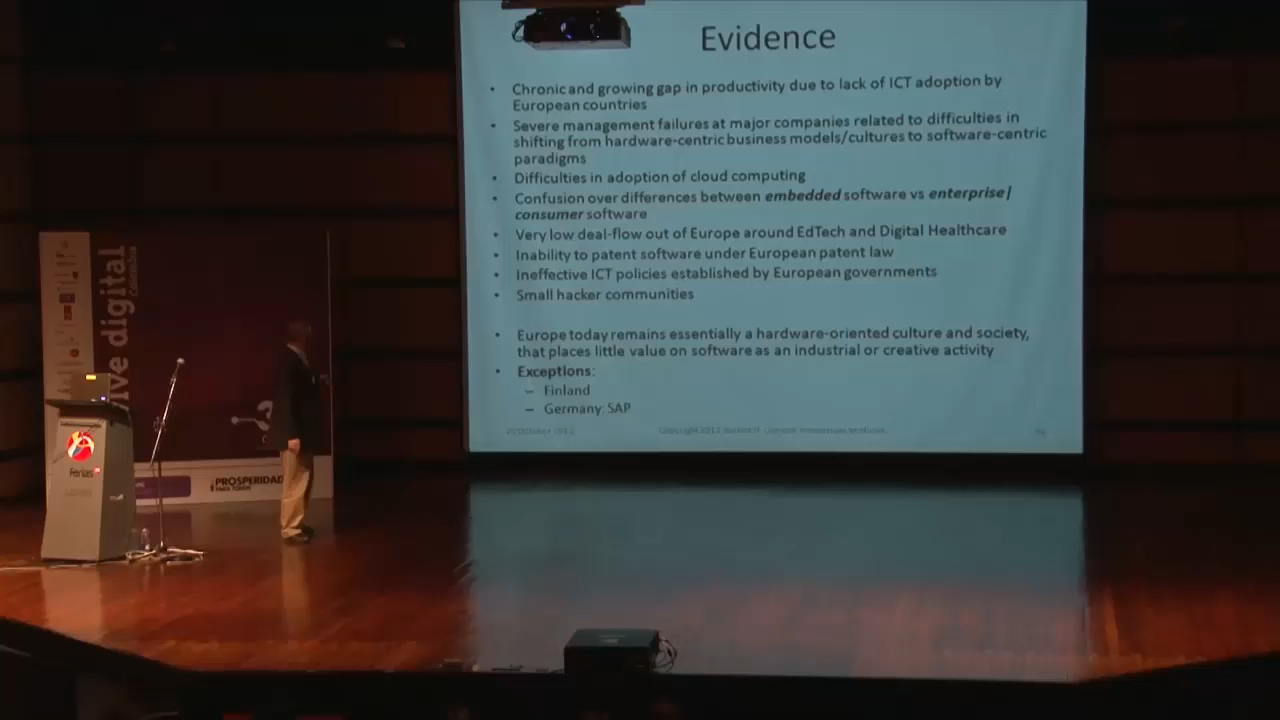 Evidence
• Chronic and growing gap in productivity due to lack of ICT adoption by
European countries
• Severe management failures at major companies related to difficulties in
shifting from hardware-centric business models/cultures to software-centric
paradigms
• Difficulties in adoption of cloud computing
• Confusion over differences between embedded software vs enterprise/
consumer software
• Very low deal-flow out of Europe around EdTech and Digital Healthcare
• Inability to patent software under European patent law
• Ineffective ICT policies established by European governments
• Small hacker communities
• Europe today remains essentially a hardware-oriented culture and society,
that places little value on software as an industrial or creative activity
• Exceptions:
– Finland
– Germany: SAP
ive digital
PROSPERIDAD
PARA TODOS